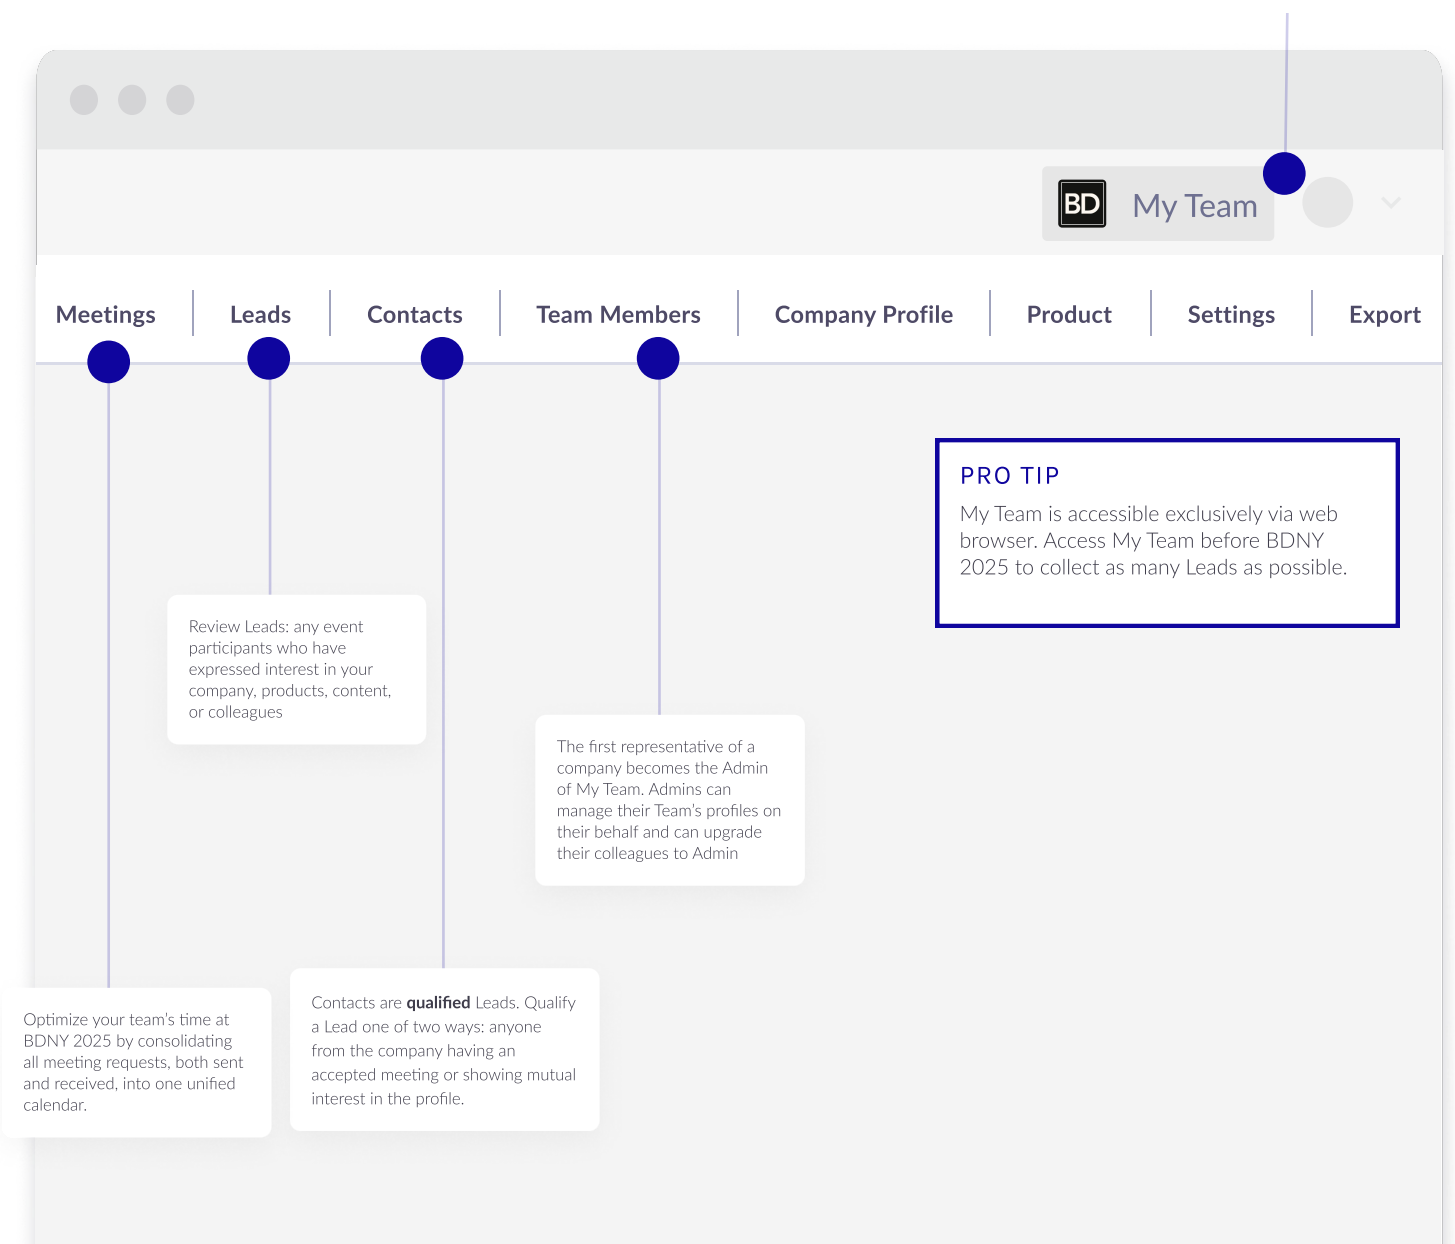 BD My Team
Meetings
Leads
Contacts
Team Members
Company Profile
Product
Settings
Export
PRO TIP
My Team is accessible exclusively via web
browser. Access My Team before BDNY
2025 to collect as many Leads as possible.
Review Leads: any event
participants who have
expressed interest in your
company, products, content,
or colleagues
The first representative of a
company becomes the Admin
of My Team. Admins can
manage their Team’s profiles on
their behalf and can upgrade
their colleagues to Admin
Optimize your team’s time at
BDNY 2025 by consolidating
all meeting requests, both sent
and received, into one unified
calendar.
Contacts are qualified Leads. Qualify
a Lead one of two ways: anyone
from the company having an
accepted meeting or showing mutual
interest in the profile.